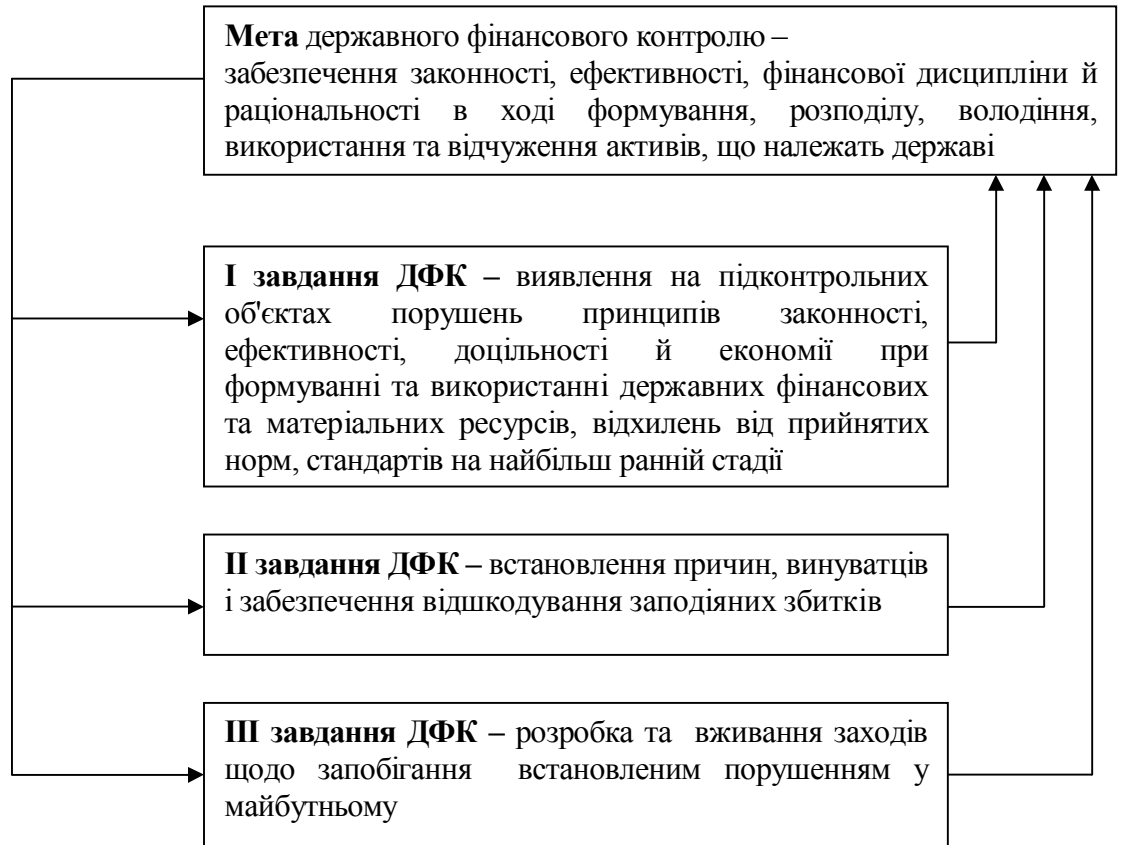 Мета державного фінансового контролю –
забезпечення законності, ефективності, фінансової дисципліни й
раціональності в ході формування, розподілу, володіння,
використання та відчуження активів, що належать державі
I завдання ДФК – виявлення на підконтрольних
об'єктах порушень принципів законності,
ефективності, доцільності й економії при
формуванні та використанні державних фінансових
та матеріальних ресурсів, відхилень від прийнятих
норм, стандартів на найбільш ранній стадії
II завдання ДФК – встановлення причин, винуватців
і забезпечення відшкодування заподіяних збитків
III завдання ДФК – розробка та вживання заходів
щодо запобігання встановленим порушенням у
майбутньому